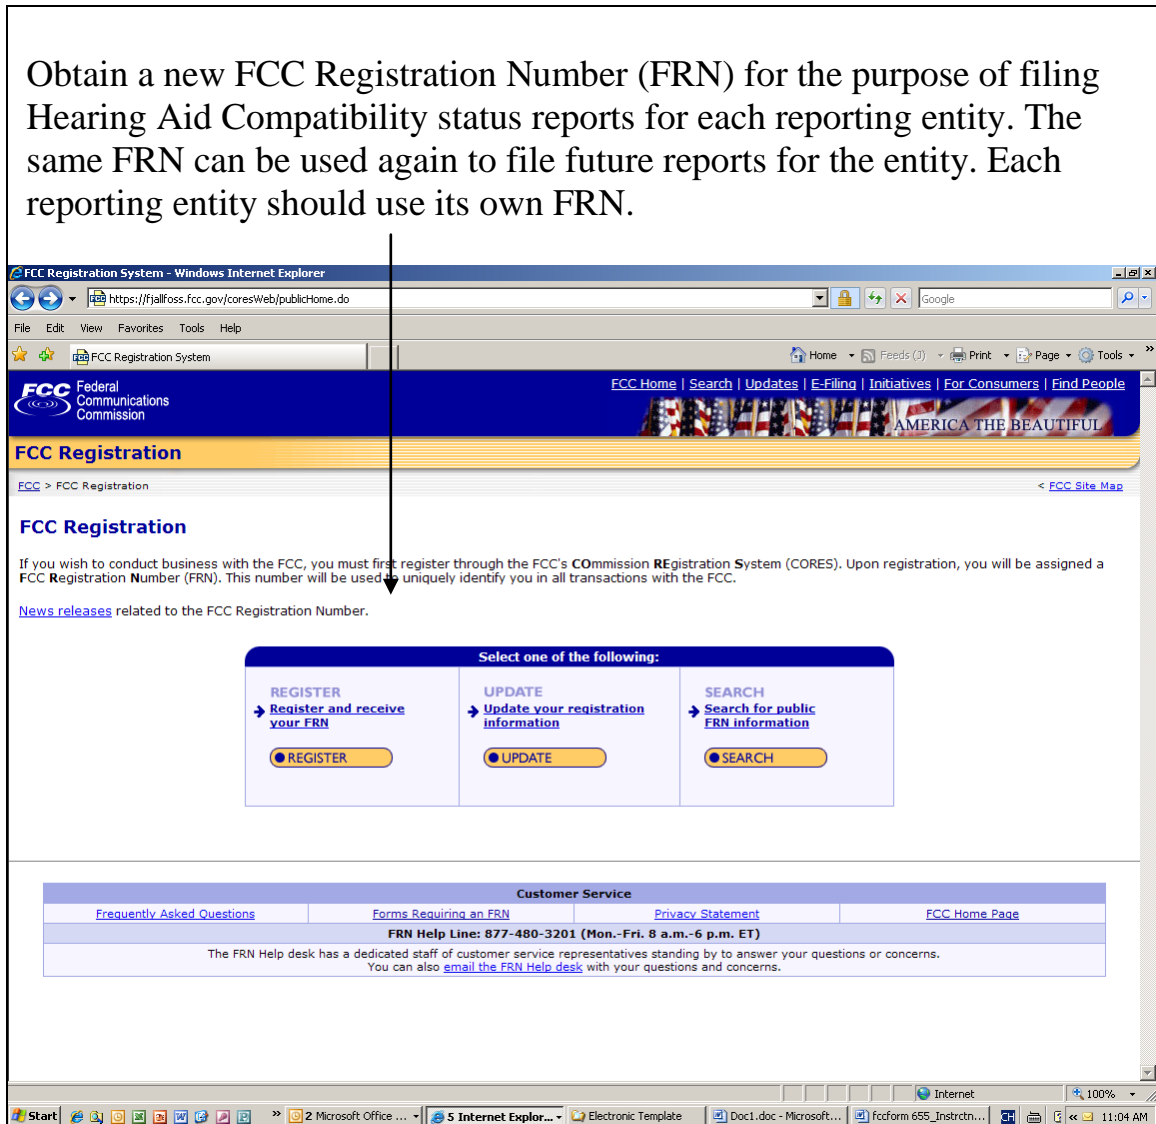 Obtain a new FCC Registration Number (FRN) for the purpose of filing
Hearing Aid Compatibility status reports for each reporting entity. The
same FRN can be used again to file future reports for the entity. Each
reporting entity should use its own FRN.
FCC Registration System - Windows Internet Explorer
https://fjallfoss.fcc.gov/coresWeb/publicHome.do
Google
File Edit View Favorites Tools Help
FCC Registration System
Home Feeds (J) Print Page Tools »
FCC Federal Communications Commission
FCC Home | Search | Updates | E-Filing | Initiatives | For Consumers | Find People
AMERICA THE BEAUTIFUL
FCC Registration
FCC > FCC Registration
< FCC Site Map
FCC Registration
If you wish to conduct business with the FCC, you must first register through the FCC's COmmission REgistration System (CORES). Upon registration, you will be assigned a
FCC Registration Number (FRN). This number will be used to uniquely identify you in all transactions with the FCC.
News releases related to the FCC Registration Number.
Select one of the following:
REGISTER
Register and receive
your FRN
REGISTER
UPDATE
Update your registration
information
UPDATE
SEARCH
Search for public
FRN information
SEARCH
Customer Service
Frequently Asked Questions Forms Requiring an FRN Privacy Statement FCC Home Page
FRN Help Line: 877-480-3201 (Mon.-Fri. 8 a.m.-6 p.m. ET)
The FRN Help desk has a dedicated staff of customer service representatives standing by to answer your questions or concerns.
You can also email the FRN Help desk with your questions and concerns.
Internet 100%
Start » 2 Microsoft Office ... 5 Internet Explor... Electronic Template Doc1.doc - Microsoft... fccform 655_Instrctn... CH « 11:04 AM